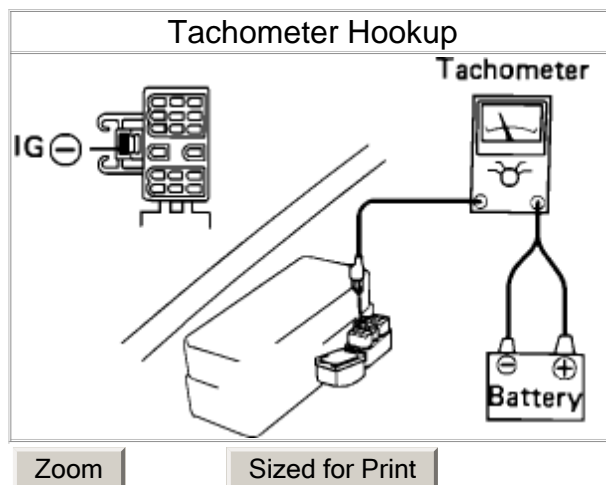 Tachometer Hookup
Tachometer
IG ⊖
⊖ ⊕
Battery
Zoom
Sized for Print